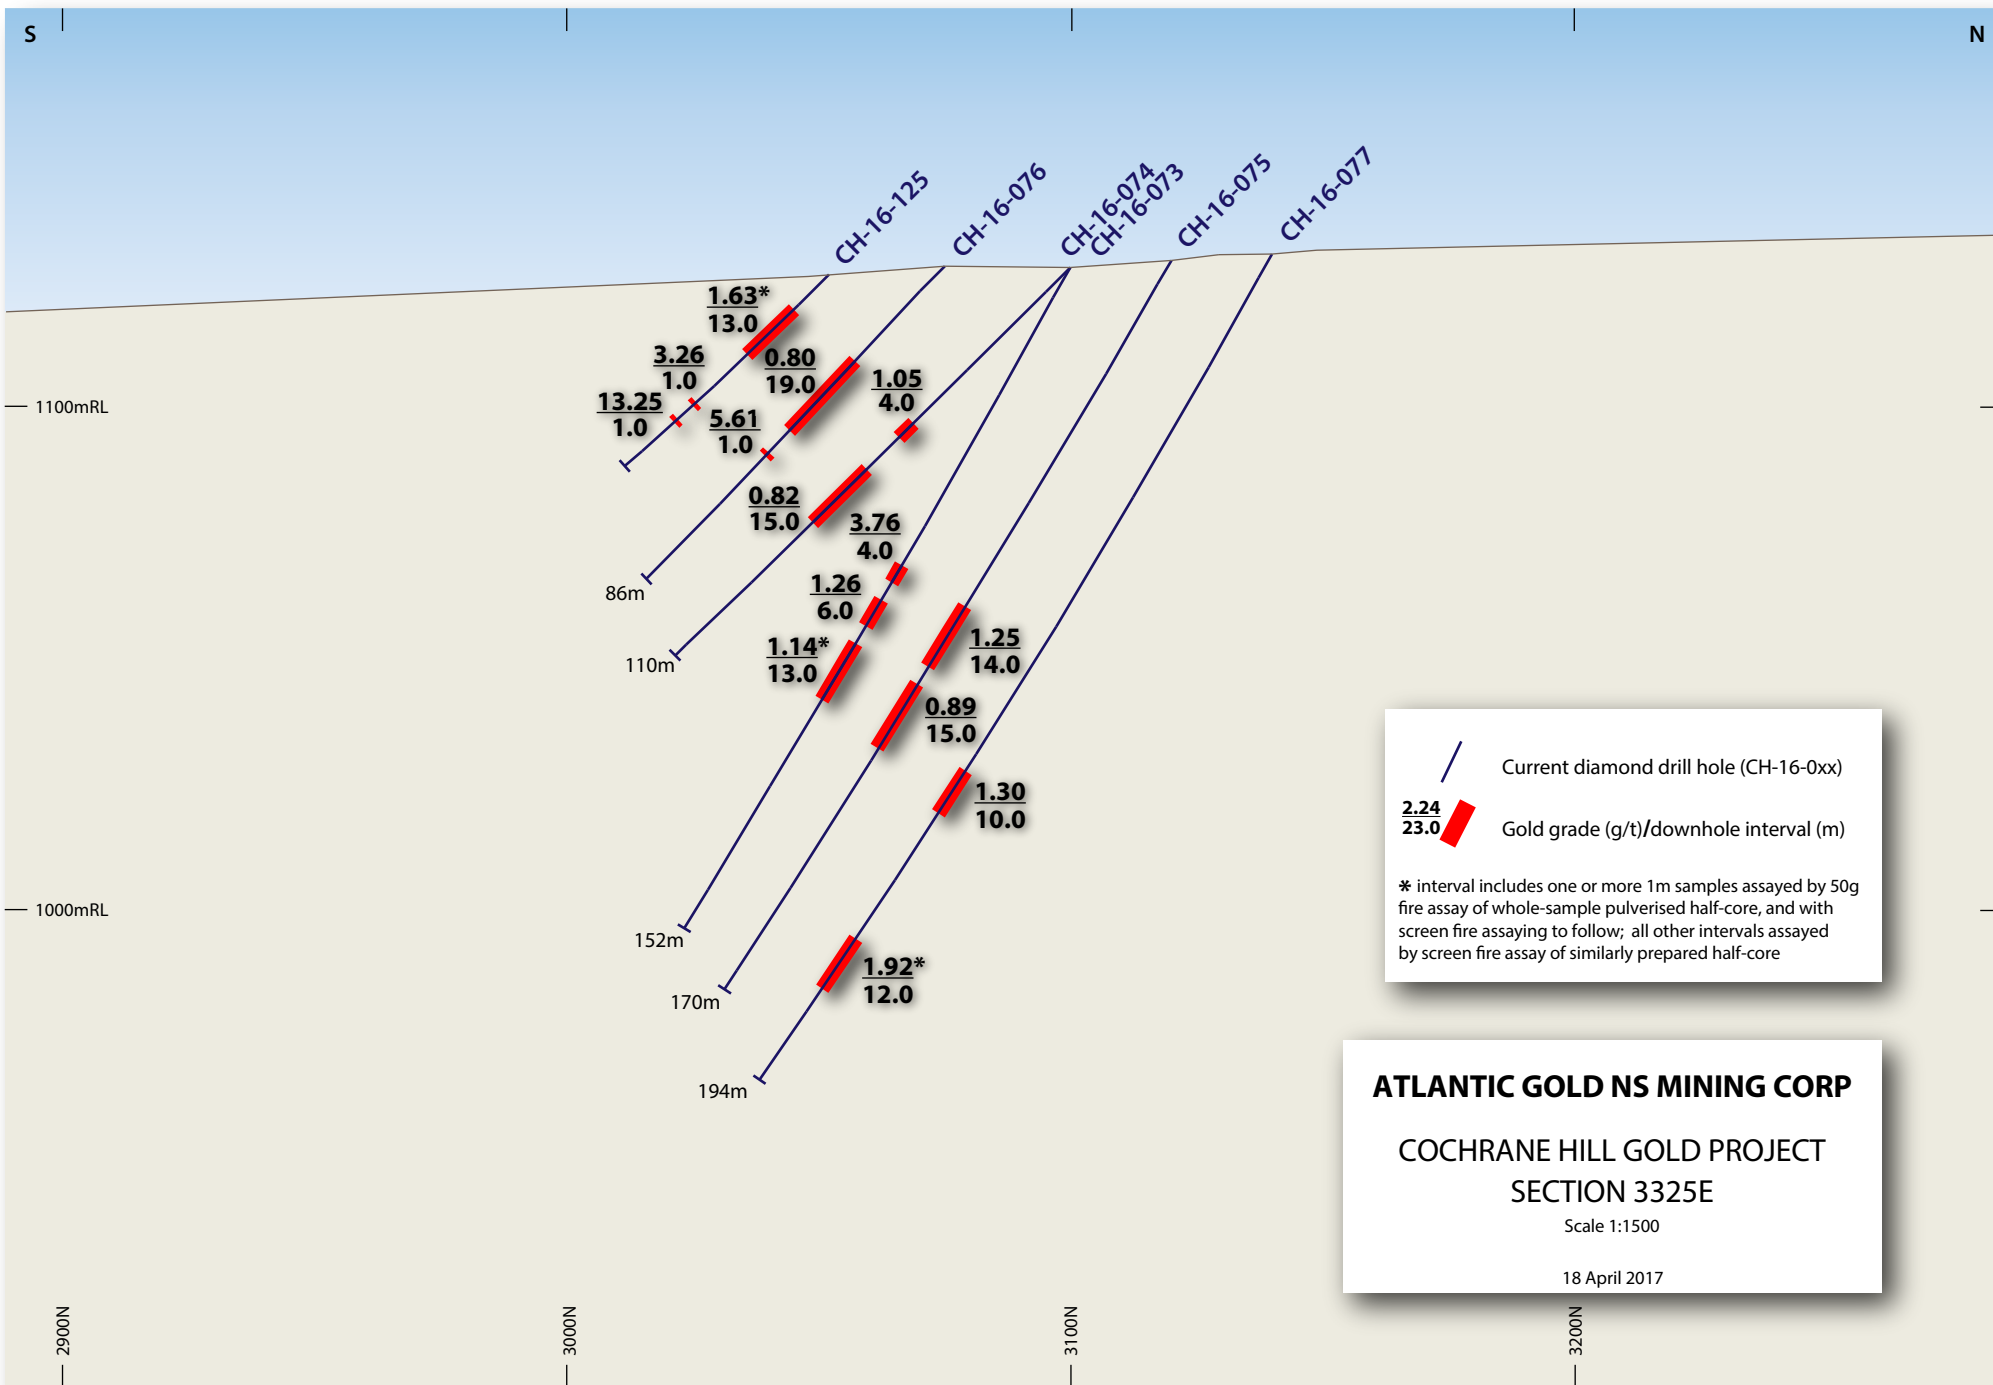 S
N
CH-16-125
CH-16-076
CH-16-074
CH-16-073
CH-16-075
CH-16-077
1.63*
13.0
3.26
1.0
13.25
1.0
0.80
19.0
5.61
1.0
1.05
4.0
0.82
15.0
3.76
4.0
1.26
6.0
1.14*
13.0
1.25
14.0
0.89
15.0
1.30
10.0
1.92*
12.0
1100mRL
1000mRL
86m
110m
152m
170m
194m
Current diamond drill hole (CH-16-0xx)
2.24
23.0
Gold grade (g/t)/downhole interval (m)
* interval includes one or more 1m samples assayed by 50g
fire assay of whole-sample pulverised half-core, and with
screen fire assaying to follow; all other intervals assayed
by screen fire assay of similarly prepared half-core
ATLANTIC GOLD NS MINING CORP
COCHRANE HILL GOLD PROJECT
SECTION 3325E
Scale 1:1500
18 April 2017
2900N
3000N
3100N
3200N